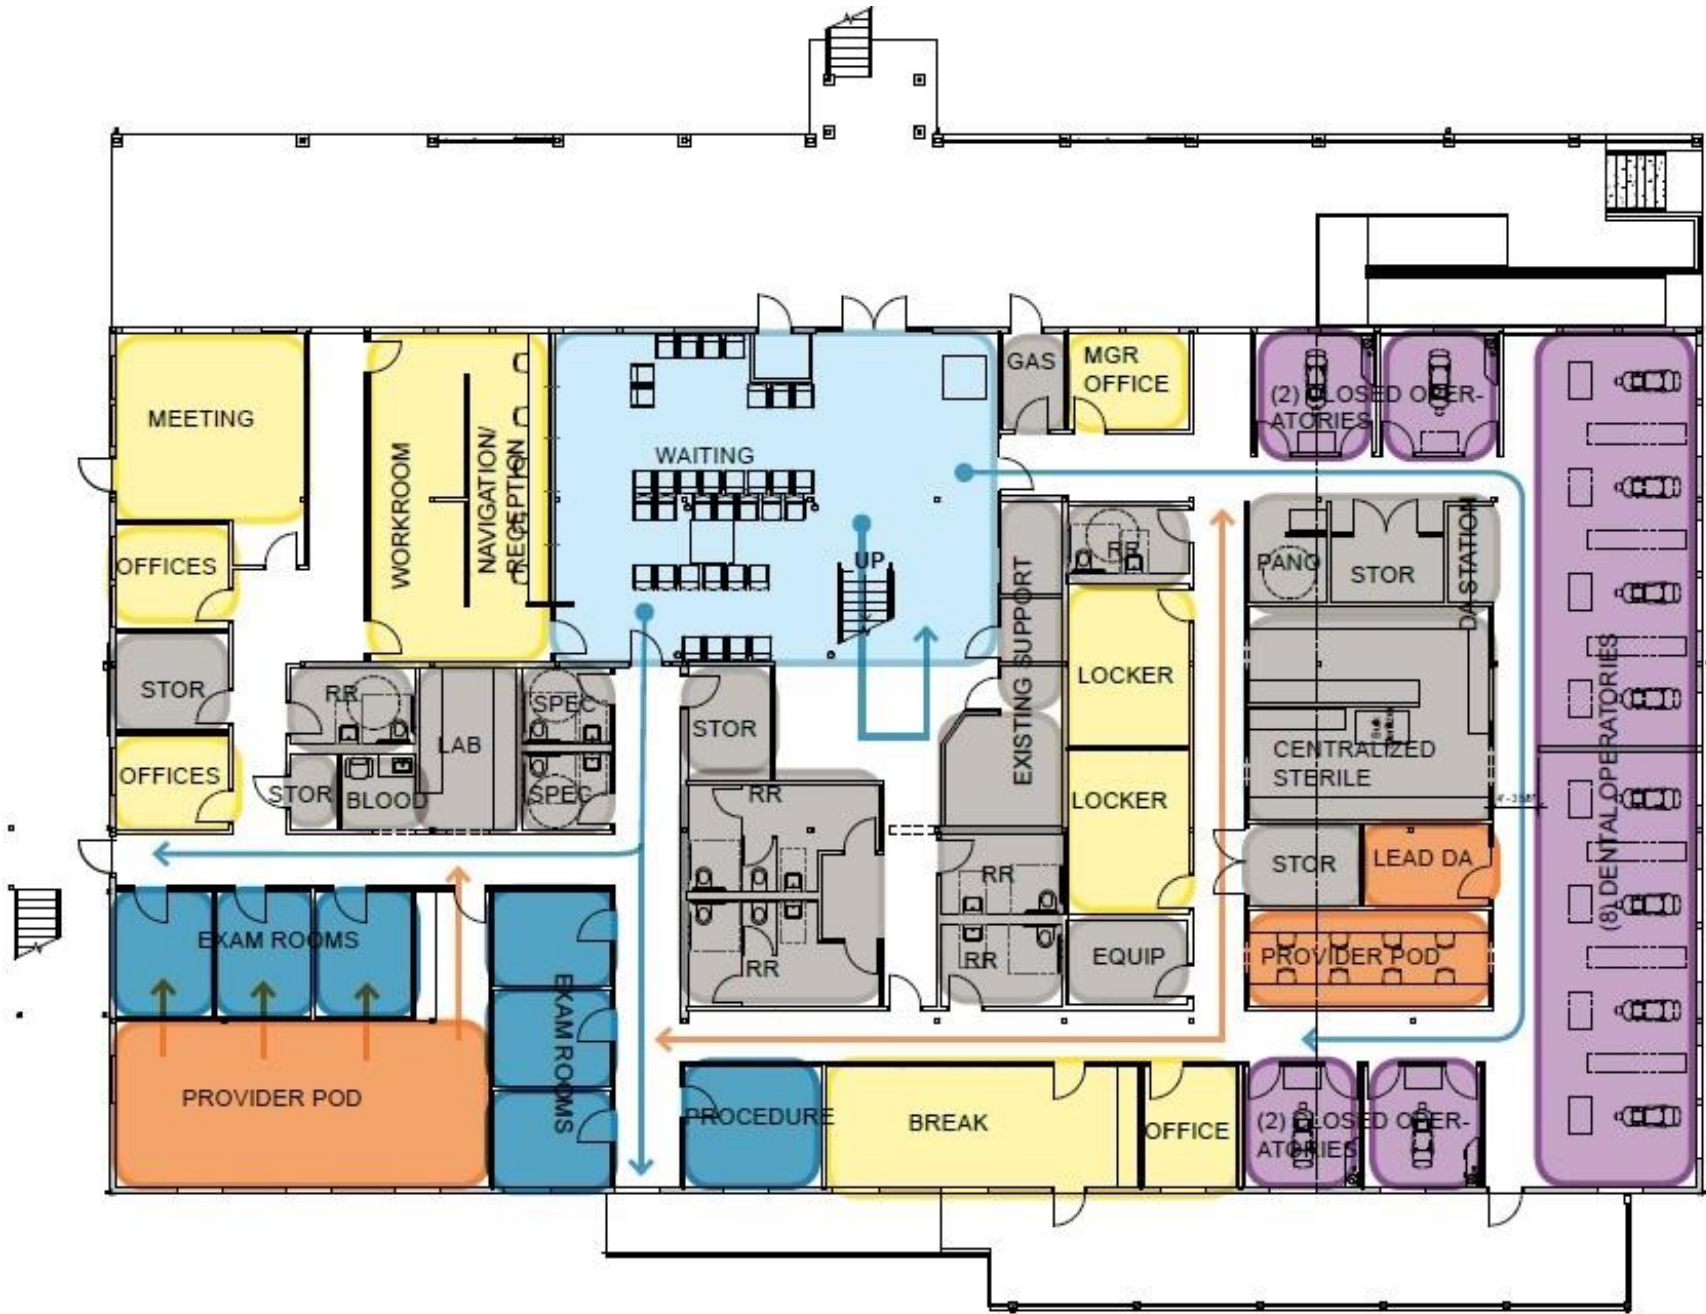 GAS
MGR
OFFICE
MEETING
WORKROOM
NAVIGATION/
RECEPTION
WAITING
(2) CLOSED OPER-
ATORIES
UP
OFFICES
RR
PANO
STOR
DA STATION
EXISTING SUPPORT
LOCKER
STOR
RR
LAB
SPEC
STOR
CENTRALIZED
STERILE
(8) DENTAL OPERATORIES
OFFICES
STOR
BLOOD
SPEC
RR
LOCKER
STOR
LEAD DA
RR
EXAM ROOMS
EXAM ROOMS
RR
RR
EQUIP
PROVIDER POD
PROVIDER POD
PROCEDURE
BREAK
OFFICE
(2) CLOSED OPER-
ATORIES